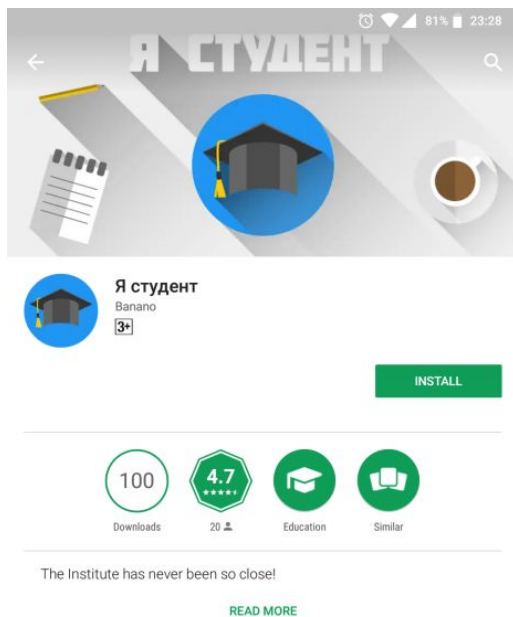 81% 23:28
Я СТУДЕНТ
Я студент
Banano
3+
INSTALL
100
4.7
Downloads
20
Education
Similar
The Institute has never been so close!
READ MORE